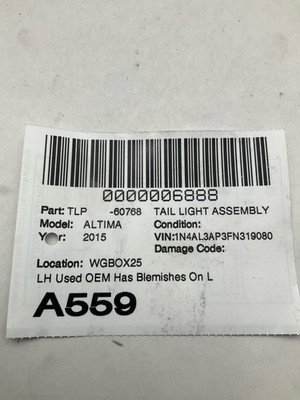 0000006888
Part: TLP -60768 TAIL LIGHT ASSEMBLY
Model: ALTIMA Condition:
Year: 2015 VIN:1N4AL3AP3FN319080
Damage Code:
Location: WGBOX25
LH Used OEM Has Blemishes On L
A559